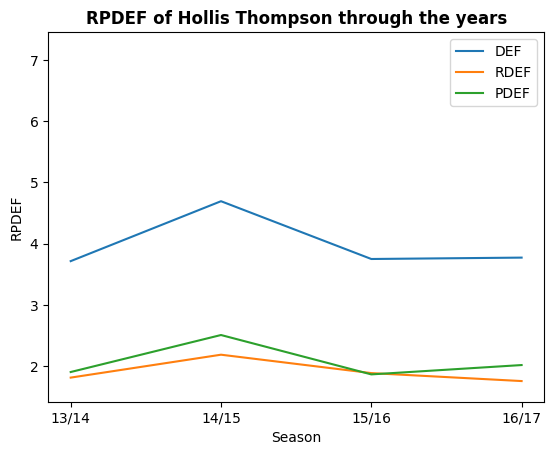 RPDEF of Hollis Thompson through the years
DEF
RDEF
PDEF
7
6
5
4
3
2
RPDEF
13/14 14/15 15/16 16/17
Season